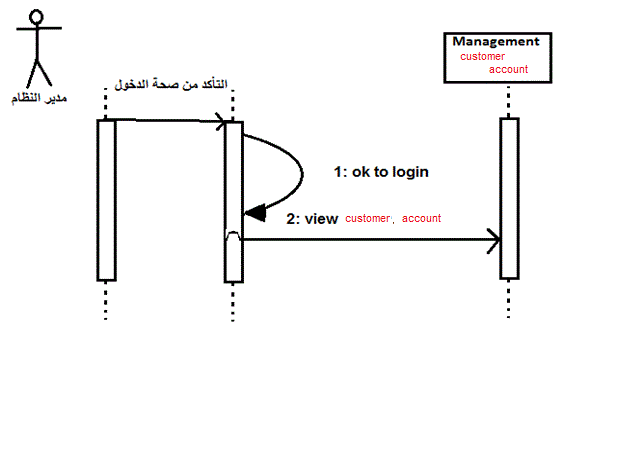 Management
customer
account
التأكد من صحة الدخول
مدير النظام
1: ok to login
2: view customer, account